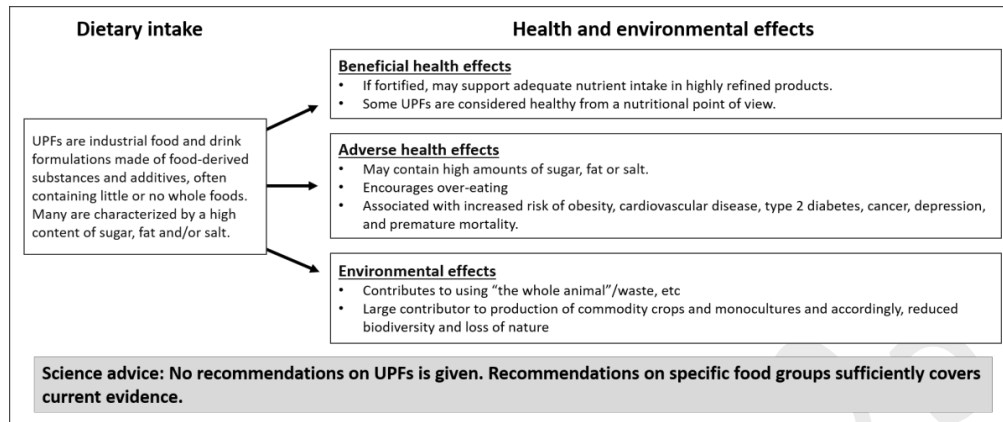 Dietary intake
Health and environmental effects
UPFs are industrial food and drink
formulations made of food-derived
substances and additives, often
containing little or no whole foods.
Many are characterized by a high
content of sugar, fat and/or salt.
Beneficial health effects
• If fortified, may support adequate nutrient intake in highly refined products.
• Some UPFs are considered healthy from a nutritional point of view.
Adverse health effects
• May contain high amounts of sugar, fat or salt.
• Encourages over-eating
• Associated with increased risk of obesity, cardiovascular disease, type 2 diabetes, cancer, depression,
and premature mortality.
Environmental effects
• Contributes to using “the whole animal”/waste, etc
• Large contributor to production of commodity crops and monocultures and accordingly, reduced
biodiversity and loss of nature
Science advice: No recommendations on UPFs is given. Recommendations on specific food groups sufficiently covers
current evidence.